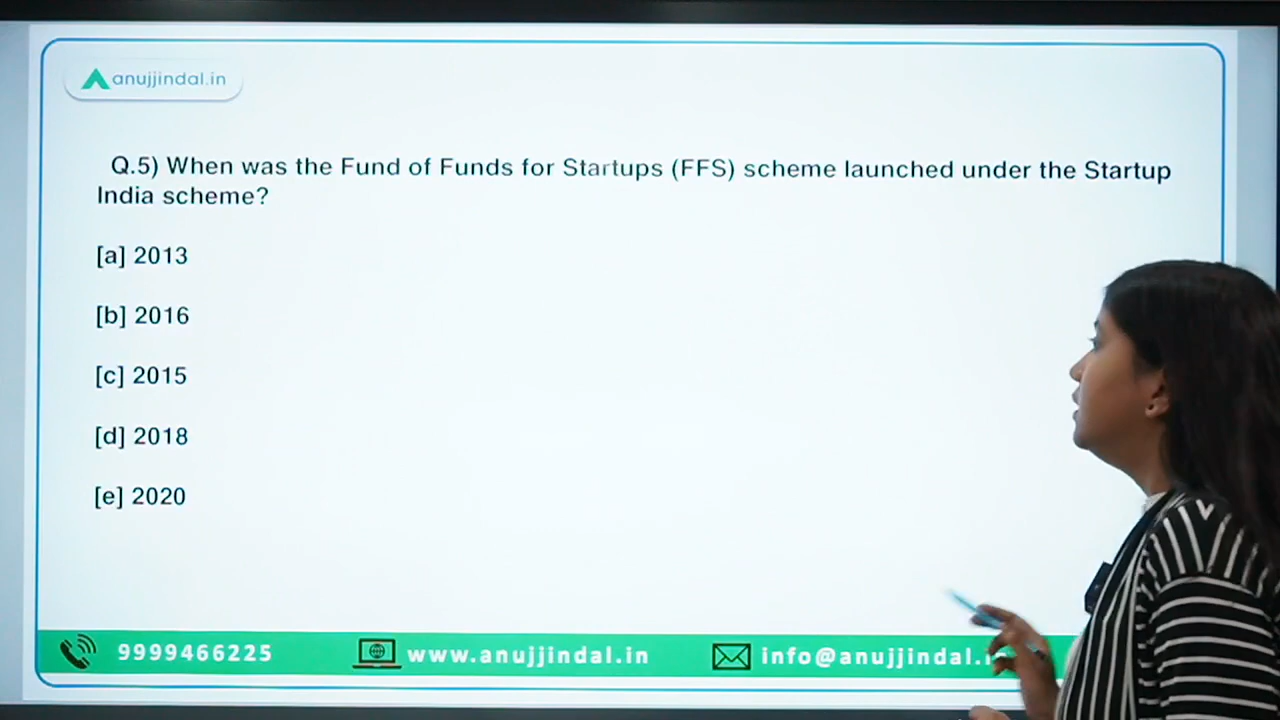 anujjindal.in
Q.5) When was the Fund of Funds for Startups (FFS) scheme launched under the Startup
India scheme?
[a] 2013
[b] 2016
[c] 2015
[d] 2018
[e] 2020
9999466225 www.anujjindal.in info@anujjindal.